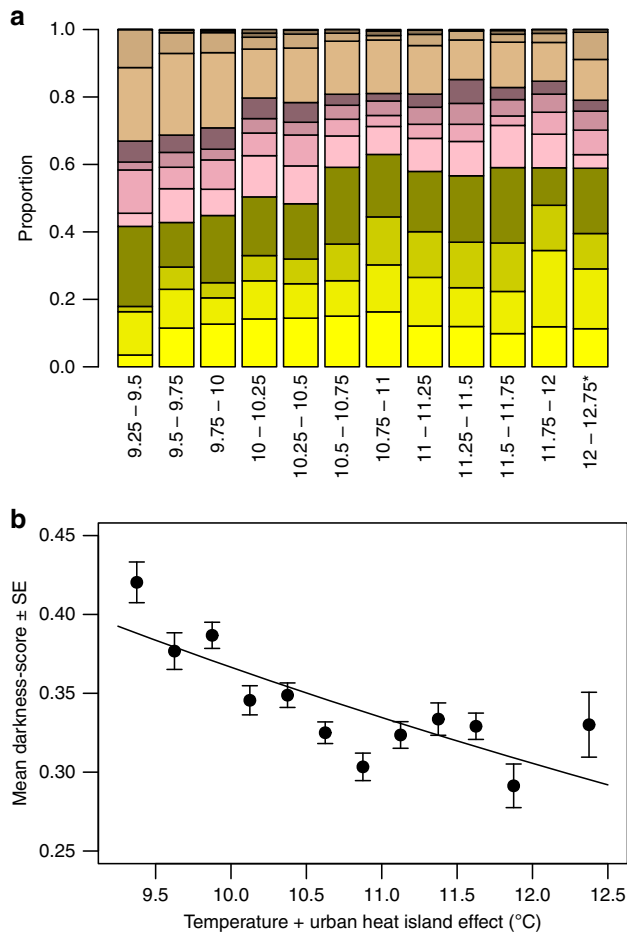 a
1.0
0.8
0.6
0.4
0.2
0.0
Proportion
9.25 – 9.5
9.5 – 9.75
9.75 – 10
10 – 10.25
10.25 – 10.5
10.5 – 10.75
10.75 – 11
11 – 11.25
11.25 – 11.5
11.5 – 11.75
11.75 – 12
12 – 12.75*
b
0.45
0.40
0.35
0.30
0.25
Mean darkness-score ± SE
9.5 10.0 10.5 11.0 11.5 12.0 12.5
Temperature + urban heat island effect (°C)